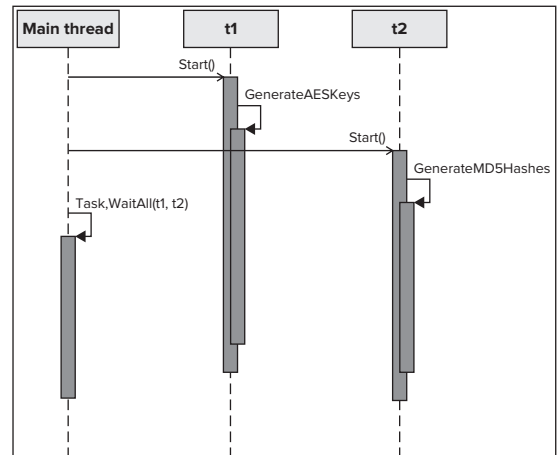 Main thread
t1
t2
Start()
GenerateAESKeys
Start()
GenerateMD5Hashes
Task,WaitAll(t1, t2)